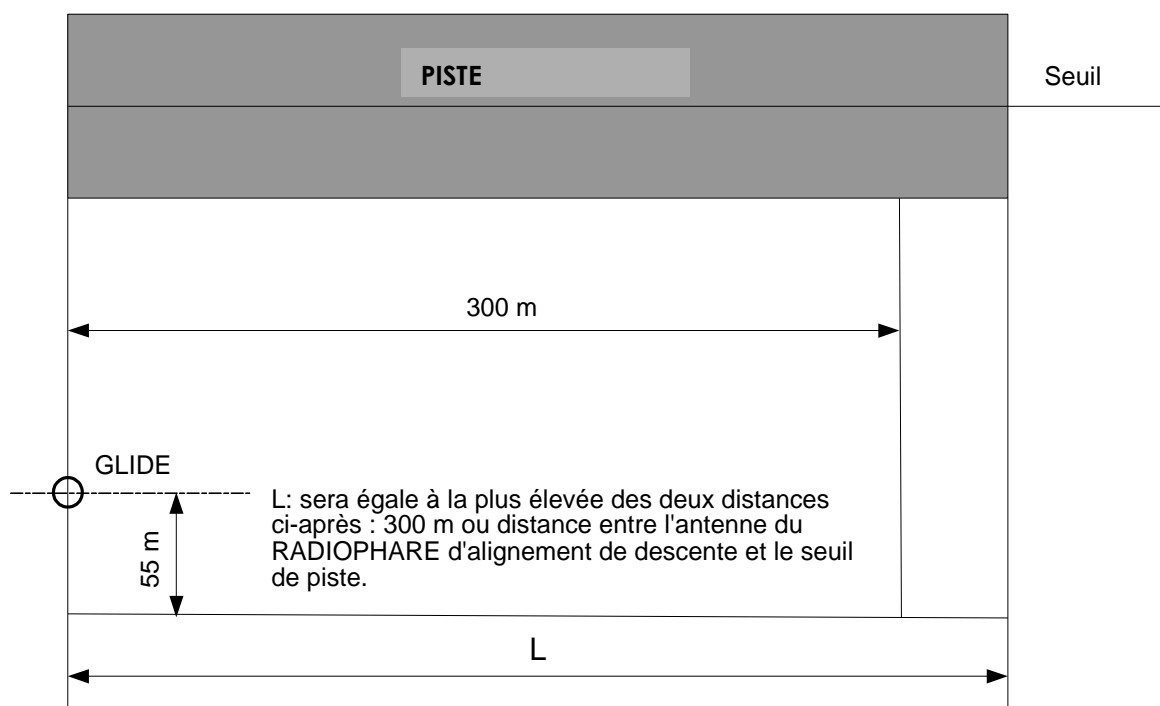 PISTE
Seuil
300 m
GLIDE
L: sera égale à la plus élevée des deux distances
ci-après : 300 m ou distance entre l'antenne du
RADIOPHARE d'alignement de descente et le seuil
de piste.
55 m
L